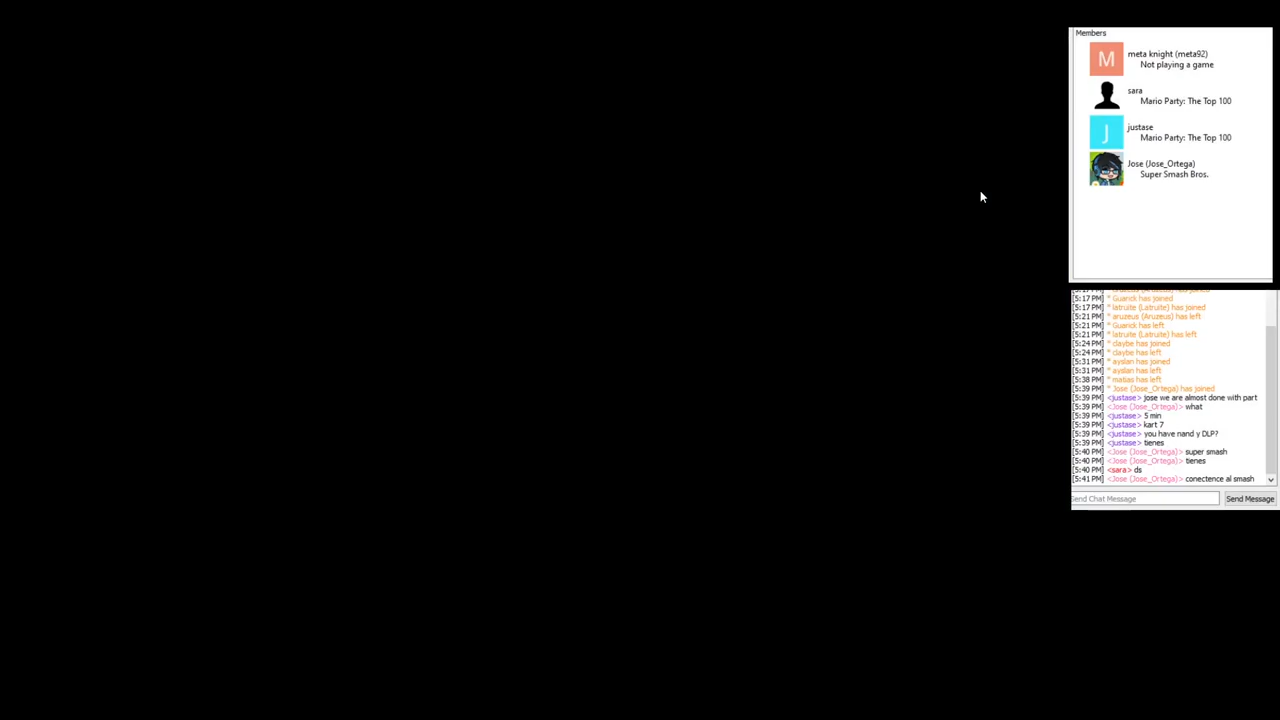 Members
M
meta knight (meta92)
Not playing a game
sara
Mario Party: The Top 100
J
justase
Mario Party: The Top 100
Jose (Jose_Ortega)
Super Smash Bros.
[5:17 PM] * Guarick has joined
[5:17 PM] * latruite (Latruite) has joined
[5:21 PM] * aruzeus (Aruzeus) has left
[5:21 PM] * Guarick has left
[5:21 PM] * latruite (Latruite) has left
[5:24 PM] * claybe has joined
[5:24 PM] * claybe has left
[5:31 PM] * ayslan has joined
[5:31 PM] * ayslan has left
[5:38 PM] * matias has left
[5:39 PM] * Jose (Jose_Ortega) has joined
[5:39 PM] <justase> jose we are almost done with part
[5:39 PM] <Jose (Jose_Ortega)> what
[5:39 PM] <justase> 5 min
[5:39 PM] <justase> kart 7
[5:39 PM] <justase> you have nand y DLP?
[5:39 PM] <justase> tienes
[5:40 PM] <Jose (Jose_Ortega)> super smash
[5:40 PM] <Jose (Jose_Ortega)> tienes
[5:40 PM] <sara> ds
[5:41 PM] <Jose (Jose_Ortega)> conectence al smash
Send Chat Message
Send Message